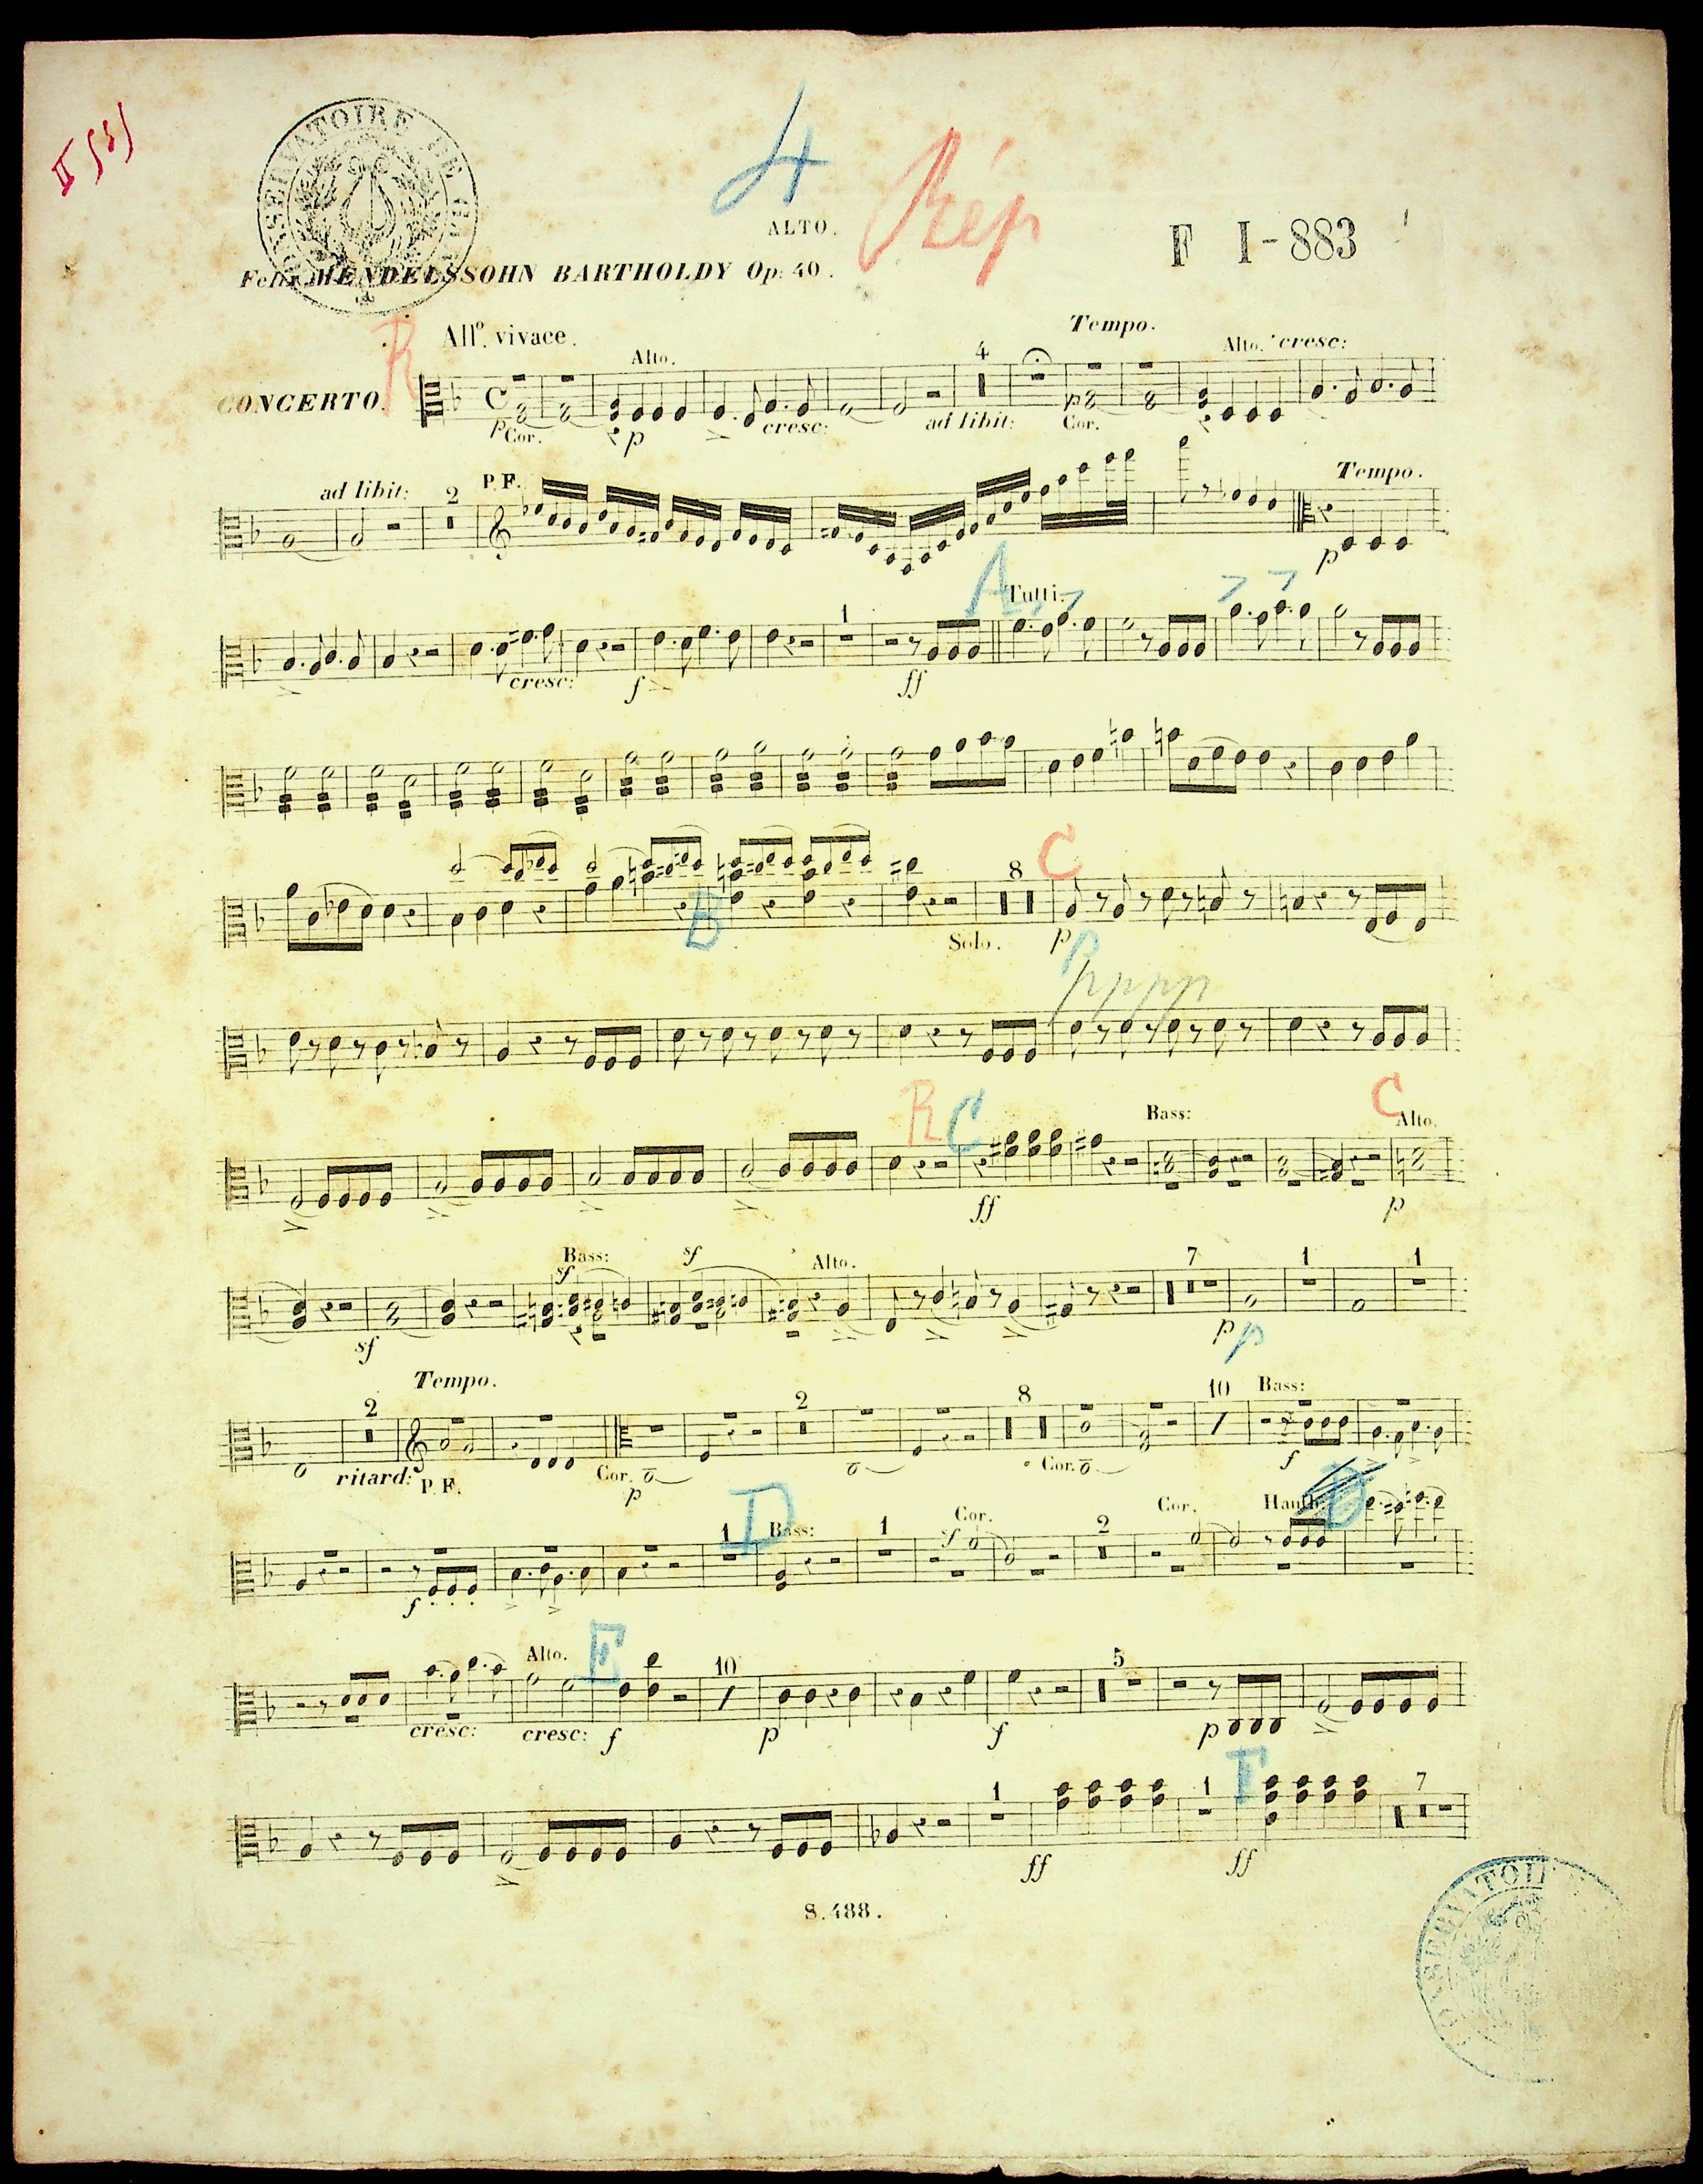 II
CONSERVATOIRE DE
4
Rép
ALTO.
F I-883
Felix MENDELSSOHN BARTHOLDY Op: 40.
R
All.º vivace.
Tempo.
Alto.
4
Alto. cresc:
CONCERTO.
C
p Cor. p cresc: ad libit: p Cor.
ad libit: 2 P.F. Tempo.
p
A Tutti.
1
cresc: f ff
8 C
B Solo. p p
pppp
R C Bass: C Alto.
ff p
Bass: sf sf Alto. 7 1 1
sf p p
Tempo.
2 2 8 10 Bass:
ritard: P.F. Cor. p Cor. f
1 D Bass: 1 Cor. sf 2 Cor. Hautb: D
f
Alto. E 10 5
cresc: cresc: f p f p
1 1 F 7
ff ff
S.488.
CONSERVATOIRE